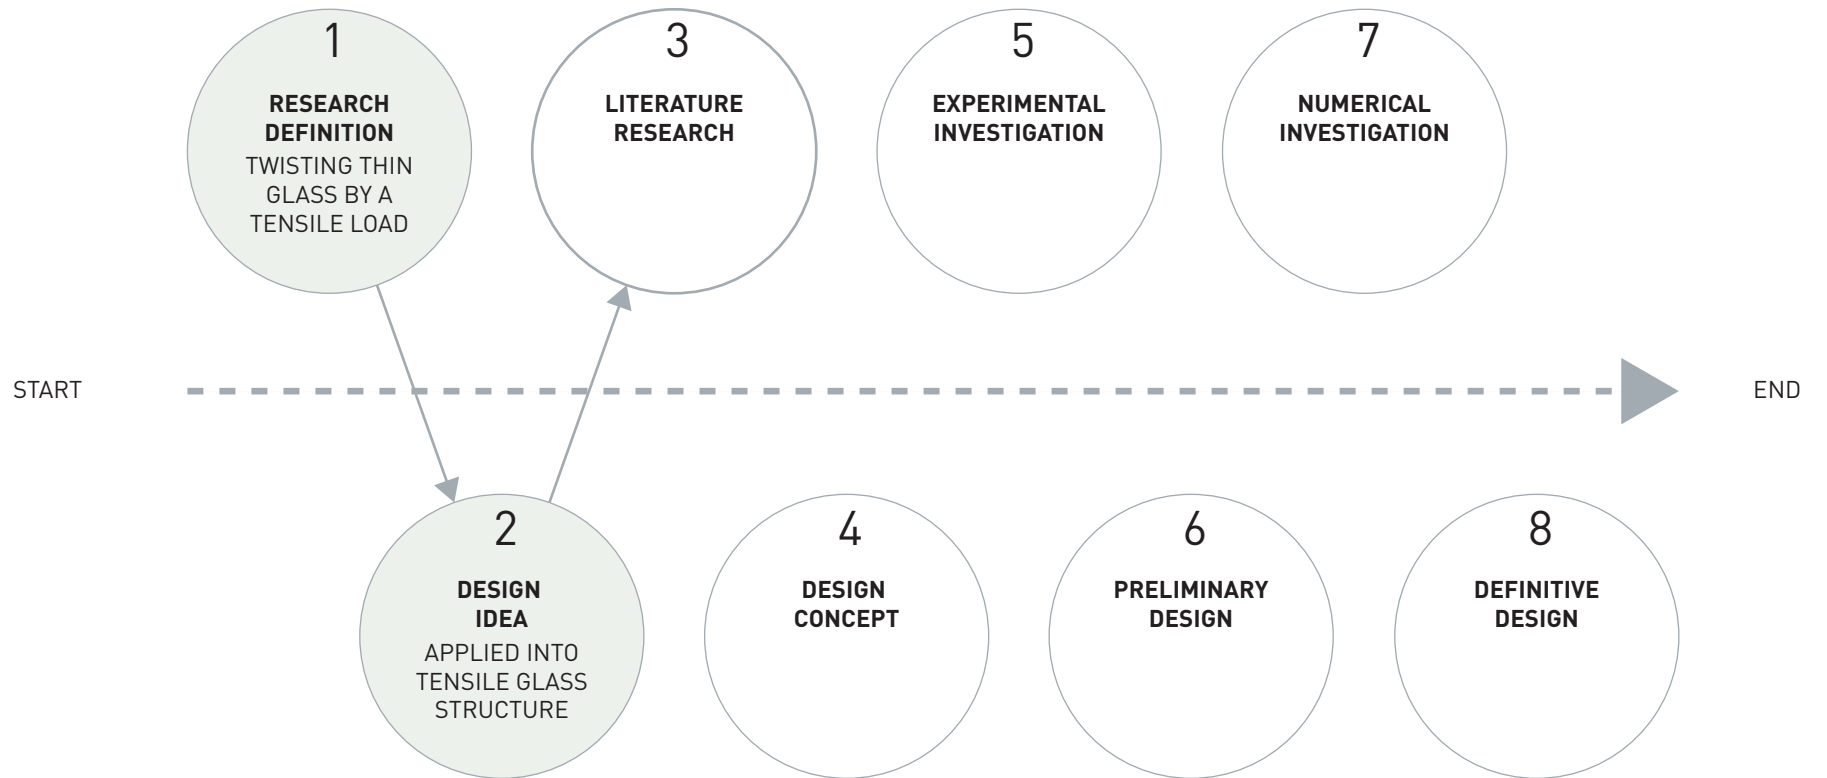 1
RESEARCH
DEFINITION
TWISTING THIN
GLASS BY A
TENSILE LOAD
3
LITERATURE
RESEARCH
5
EXPERIMENTAL
INVESTIGATION
7
NUMERICAL
INVESTIGATION
START
END
2
DESIGN
IDEA
APPLIED INTO
TENSILE GLASS
STRUCTURE
4
DESIGN
CONCEPT
6
PRELIMINARY
DESIGN
8
DEFINITIVE
DESIGN